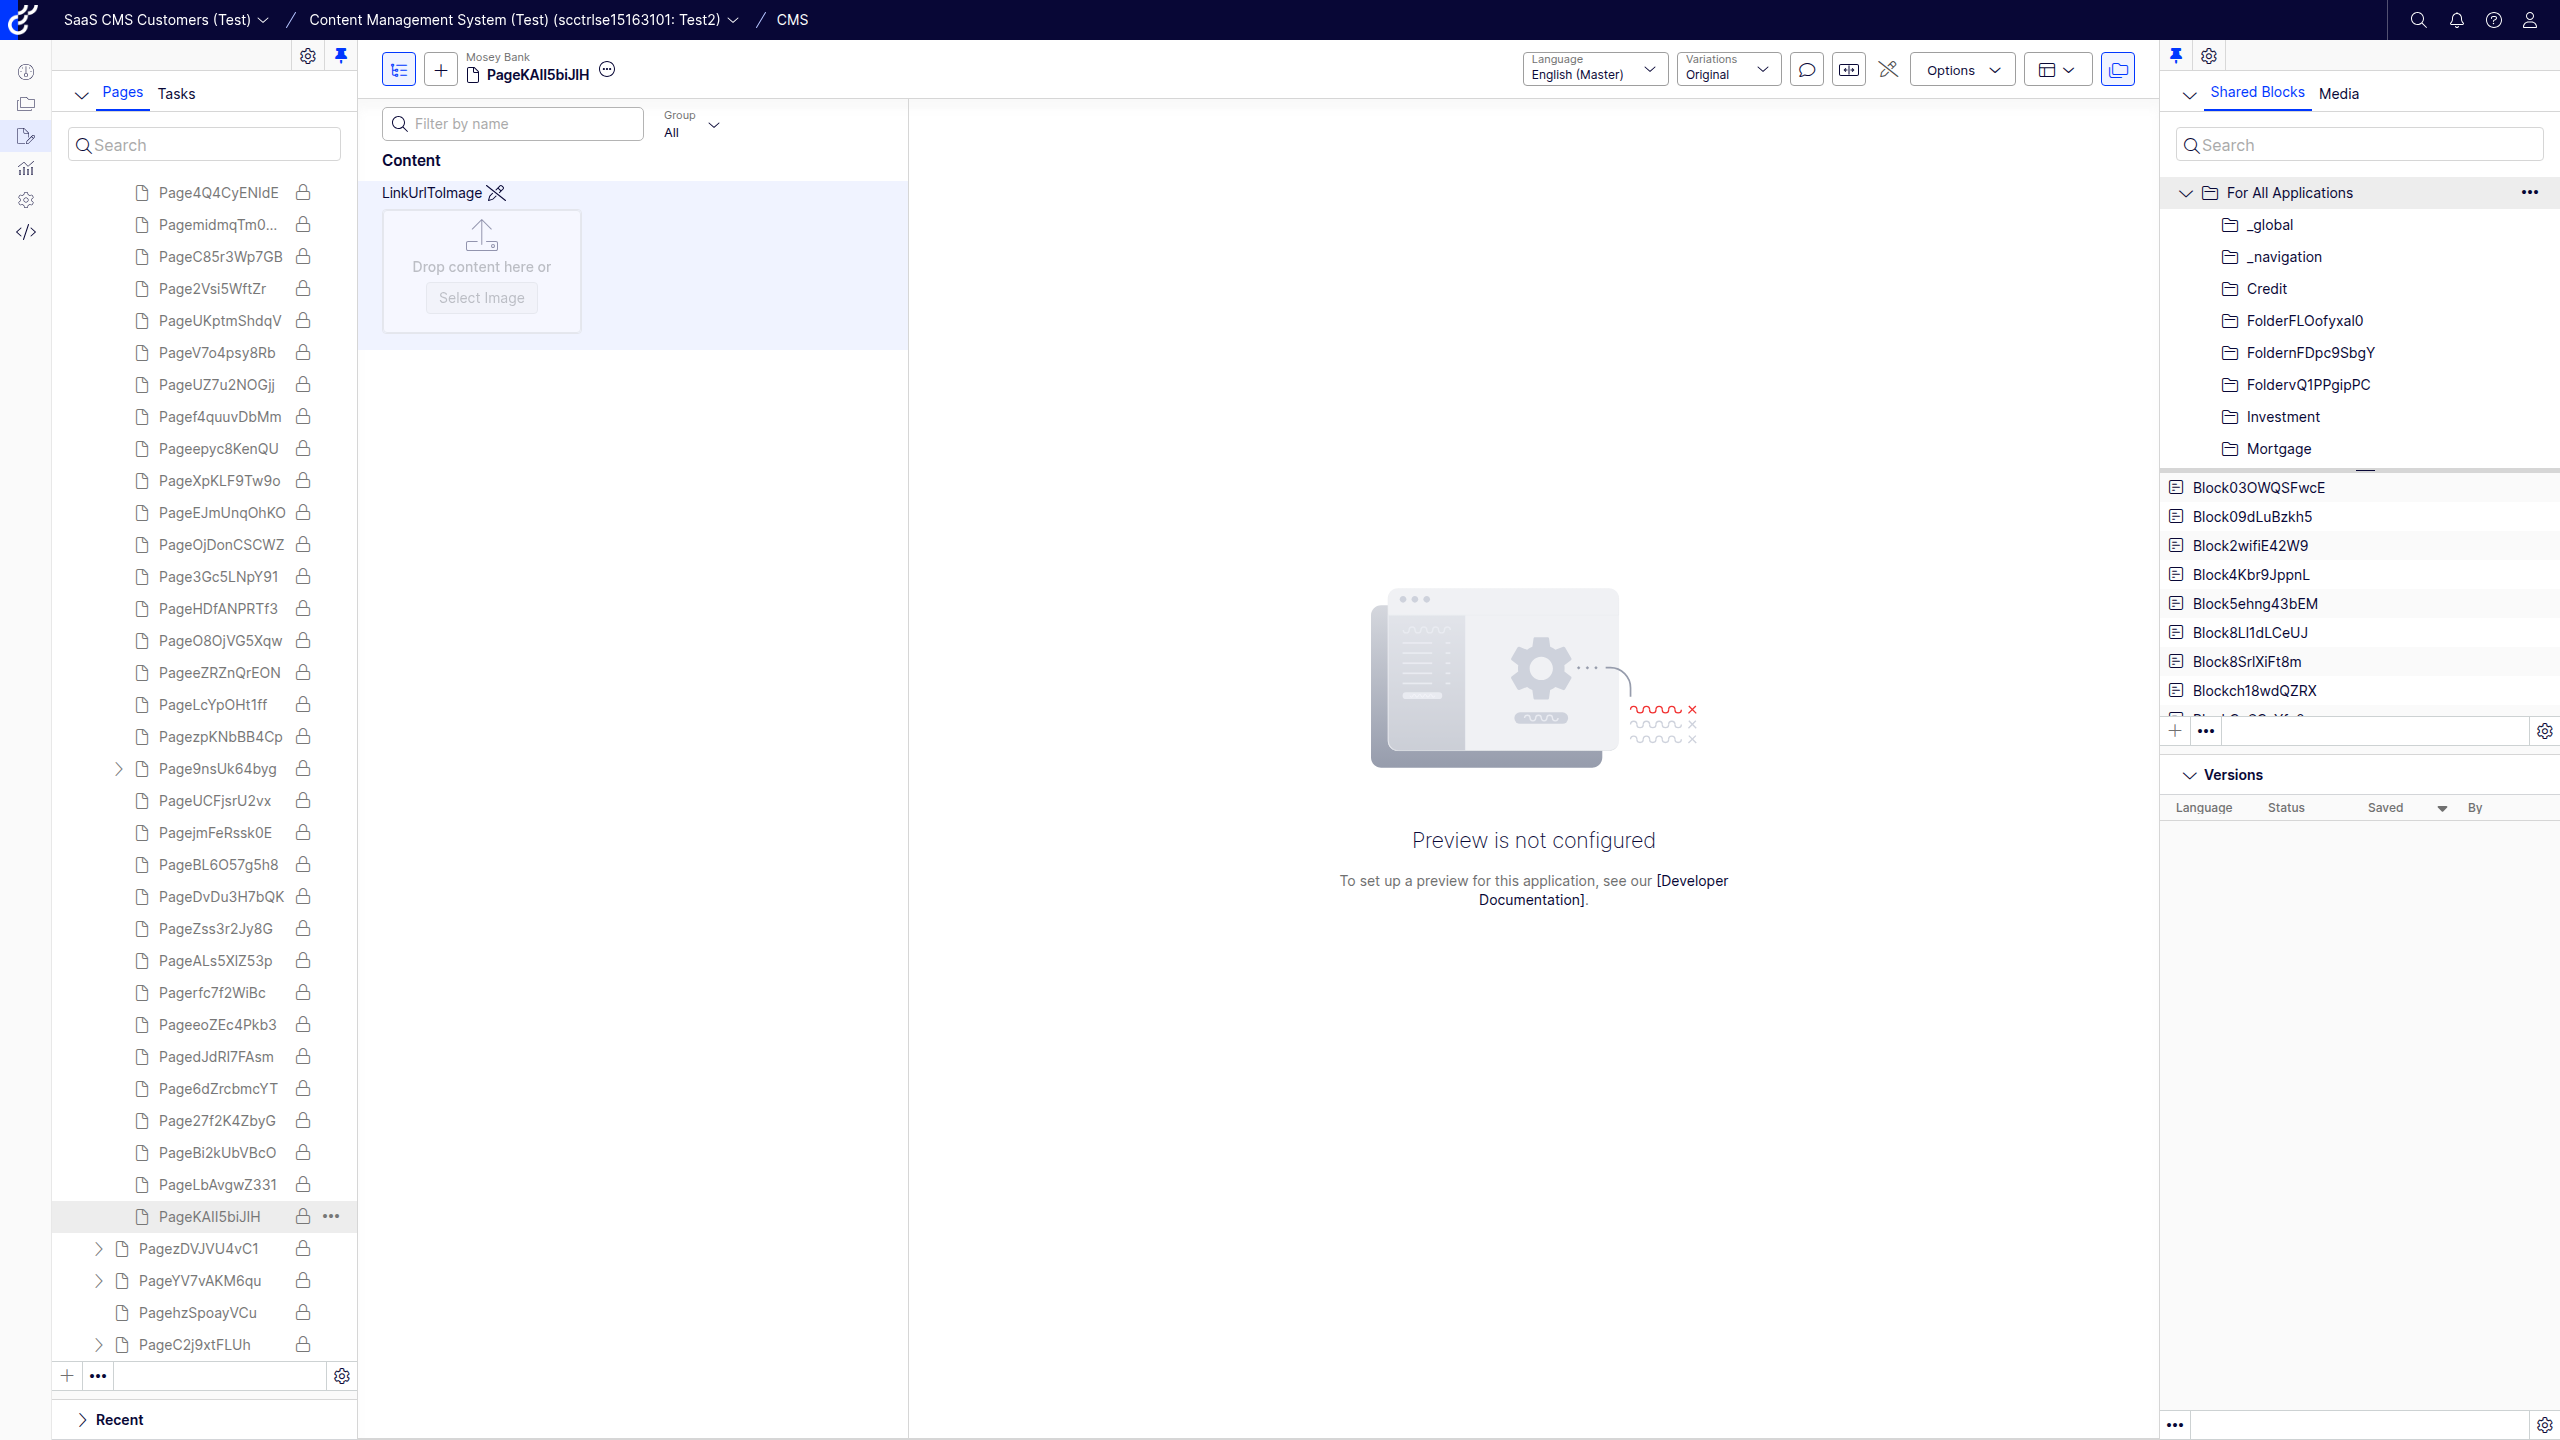 SaaS CMS Customers (Test)
Content Management System (Test) (scctrlse15163101: Test2)
CMS
Pages
Tasks
Search
Page4Q4CyENldE
PagemidmqTm0...
PageC85r3Wp7GB
Page2Vsi5WftZr
PageUKptmShdqV
PageV7o4psy8Rb
PageUZ7u2NOGjj
Pagef4quuvDbMm
Pageepyc8KenQU
PageXpKLF9Tw9o
PageEJmUnqOhKO
PageOjDonCSCWZ
Page3Gc5LNpY91
PageHDfANPRTf3
PageO8OjVG5Xqw
PageeZRZnQrEON
PageLcYpOHt1ff
PagezpKNbBB4Cp
Page9nsUk64byg
PageUCFjsrU2vx
PagejmFeRssk0E
PageBL6O57g5h8
PageDvDu3H7bQK
PageZss3r2Jy8G
PageALs5XlZ53p
Pagerfc7f2WiBc
PageeoZEc4Pkb3
PagedJdRl7FAsm
Page6dZrcbmcYT
Page27f2K4ZbyG
PageBi2kUbVBcO
PageLbAvgwZ331
PageKAll5biJlH
PagezDVJVU4vC1
PageYV7vAKM6qu
PagehzSpoayVCu
PageC2j9xtFLUh
Recent
Mosey Bank
PageKAll5biJlH
Language
English (Master)
Variations
Original
Options
Filter by name
Group
All
Content
LinkUrlToImage
Drop content here or
Select Image
Preview is not configured
To set up a preview for this application, see our [Developer
Documentation].
Shared Blocks
Media
Search
For All Applications
_global
_navigation
Credit
FolderFLOofyxal0
FoldernFDpc9SbgY
FoldervQ1PPgipPC
Investment
Mortgage
Block03OWQSFwcE
Block09dLuBzkh5
Block2wifiE42W9
Block4Kbr9JppnL
Block5ehng43bEM
Block8Ll1dLCeUJ
Block8SrlXiFt8m
Blockch18wdQZRX
Versions
Language
Status
Saved
By